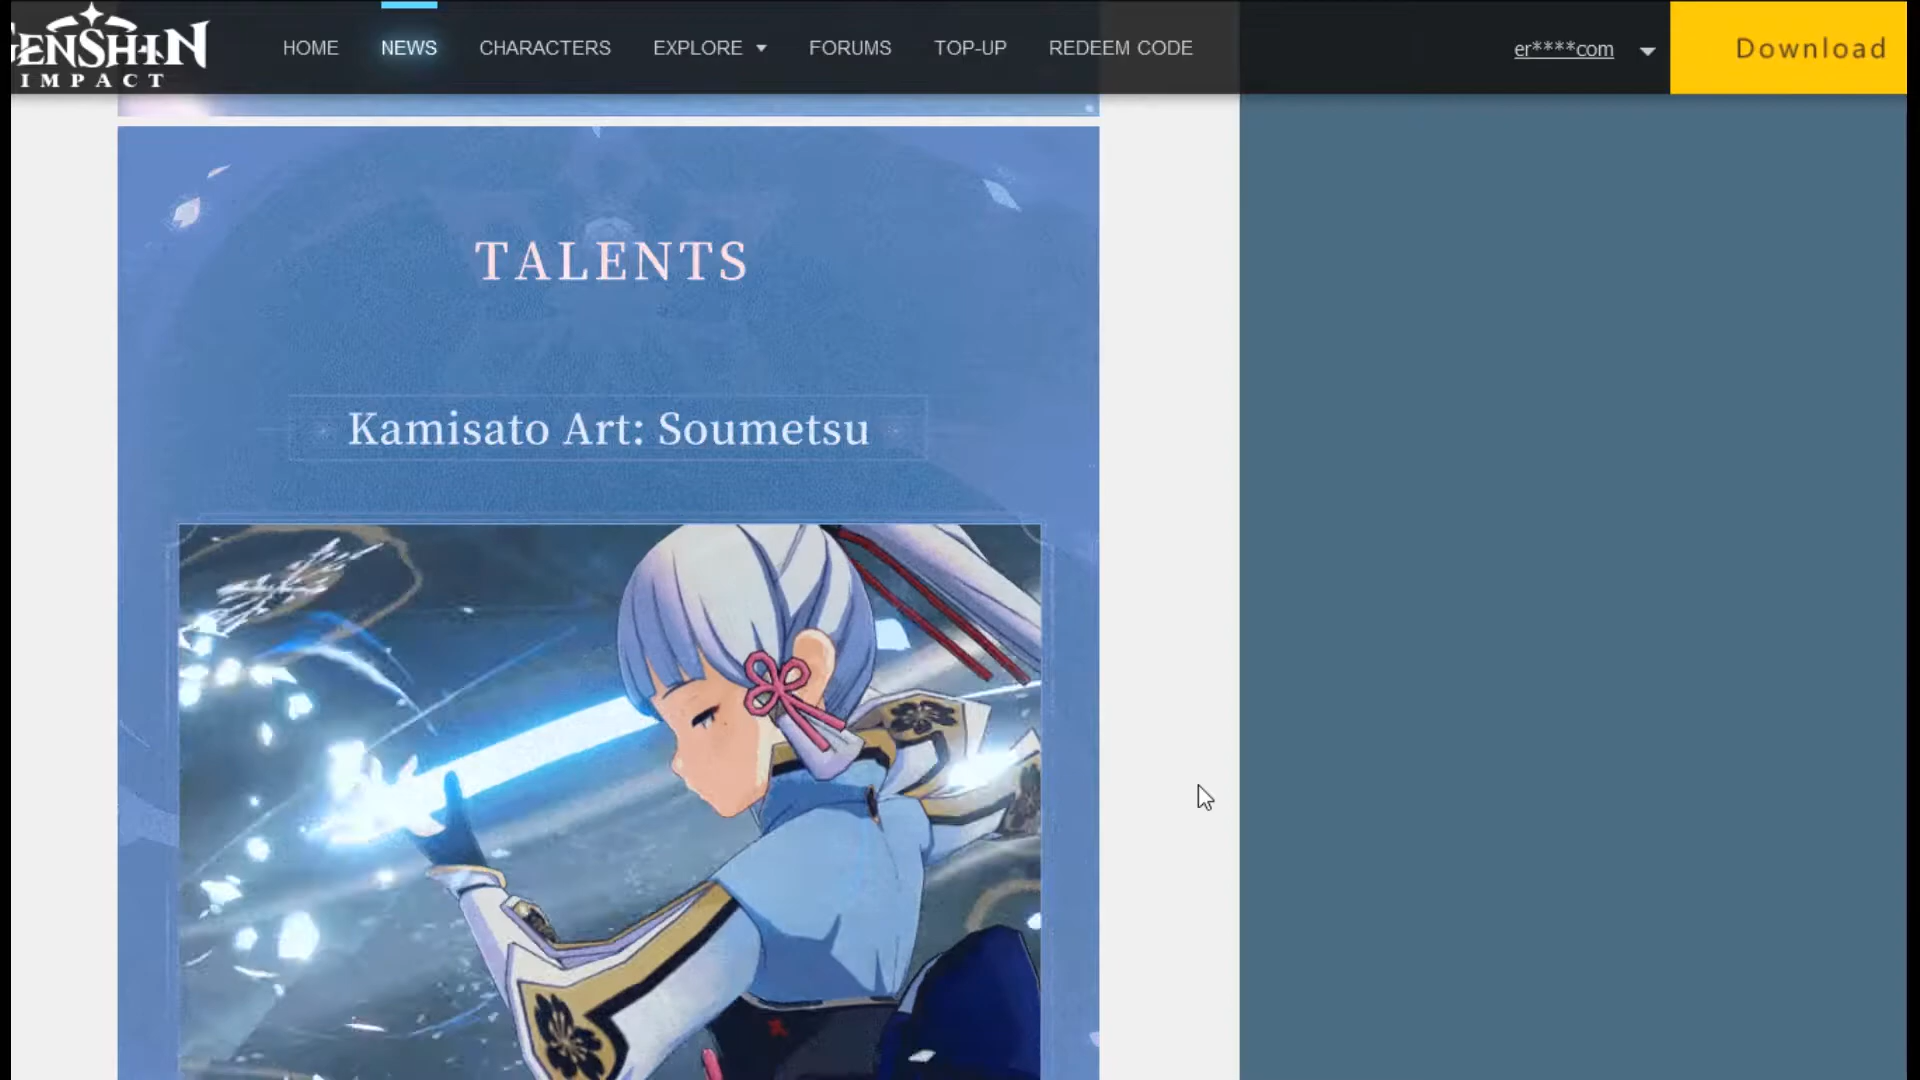 GENSHIN
IMPACT
HOME
NEWS
CHARACTERS
EXPLORE
FORUMS
TOP-UP
REDEEM CODE
er****com
Download
TALENTS
Kamisato Art: Soumetsu